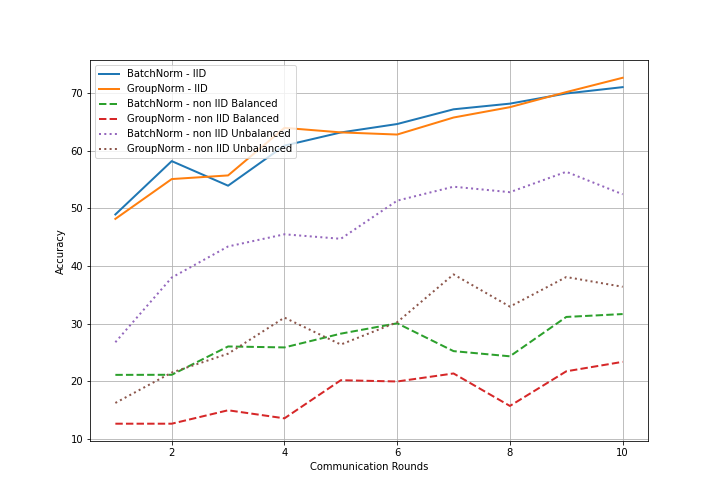 BatchNorm - IID
GroupNorm - IID
BatchNorm - non IID Balanced
GroupNorm - non IID Balanced
BatchNorm - non IID Unbalanced
GroupNorm - non IID Unbalanced
70
60
50
40
30
20
10
Accuracy
2 4 6 8 10
Communication Rounds